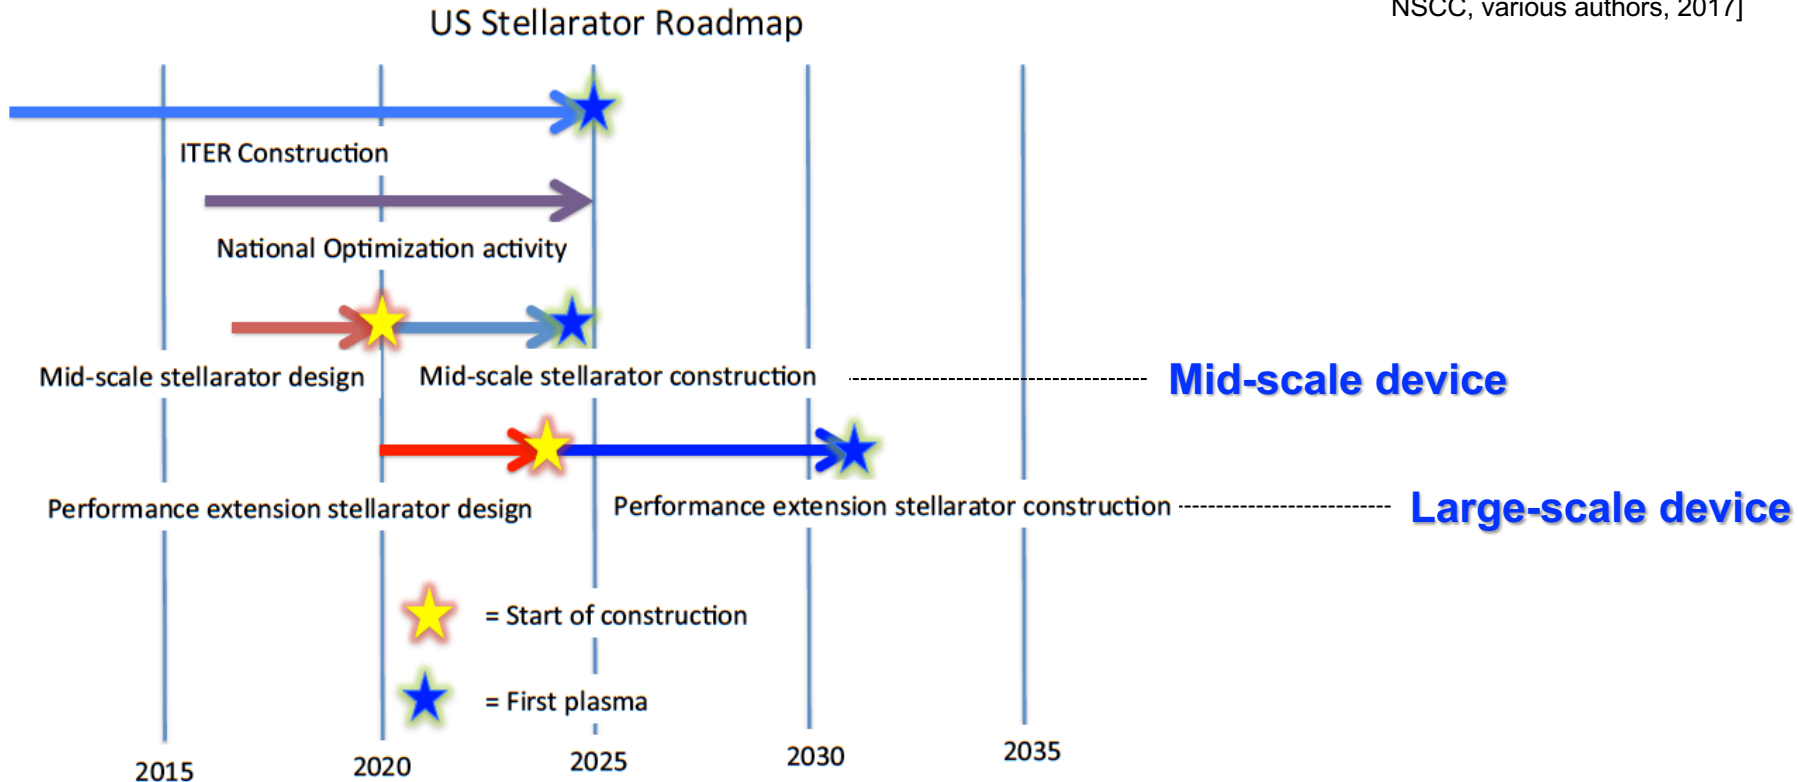 NSCC, various authors, 2017]
US Stellarator Roadmap
ITER Construction
National Optimization activity
Mid-scale stellarator design
Mid-scale stellarator construction
Mid-scale device
Performance extension stellarator design
Performance extension stellarator construction
Large-scale device
= Start of construction
= First plasma
2015
2020
2025
2030
2035